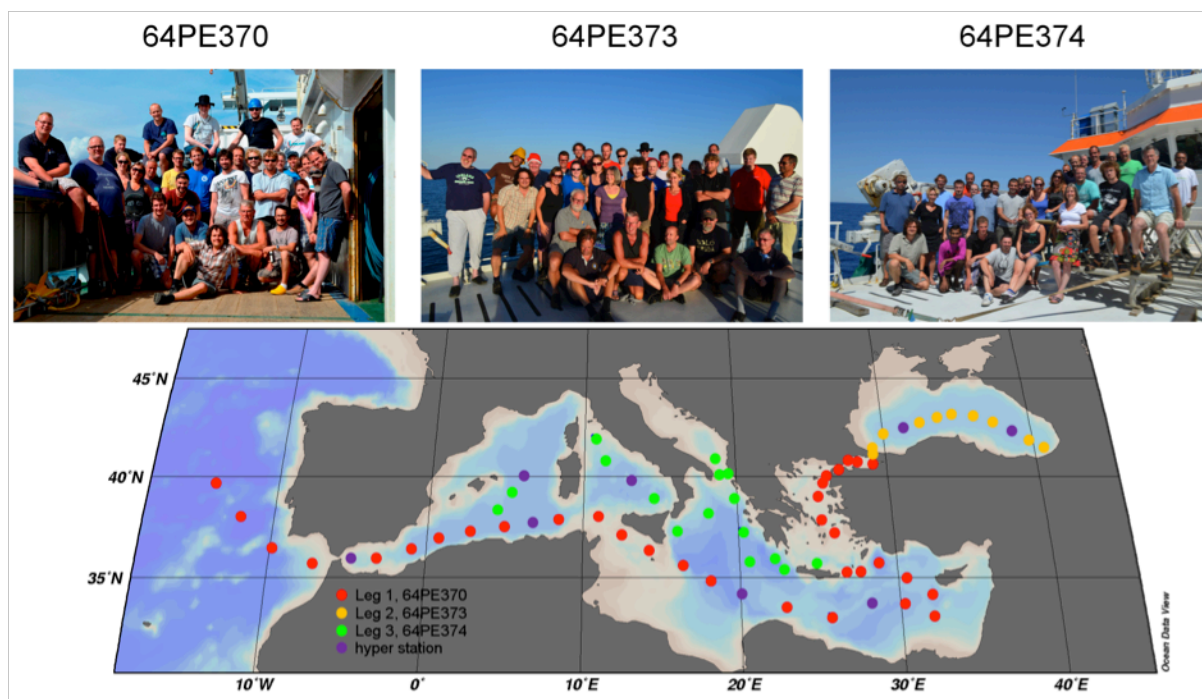 64PE370
64PE373
64PE374
45˚N
40˚N
35˚N
Leg 1, 64PE370
Leg 2, 64PE373
Leg 3, 64PE374
hyper station
10˚W
0˚
10˚E
20˚E
30˚E
40˚E
Ocean Data View